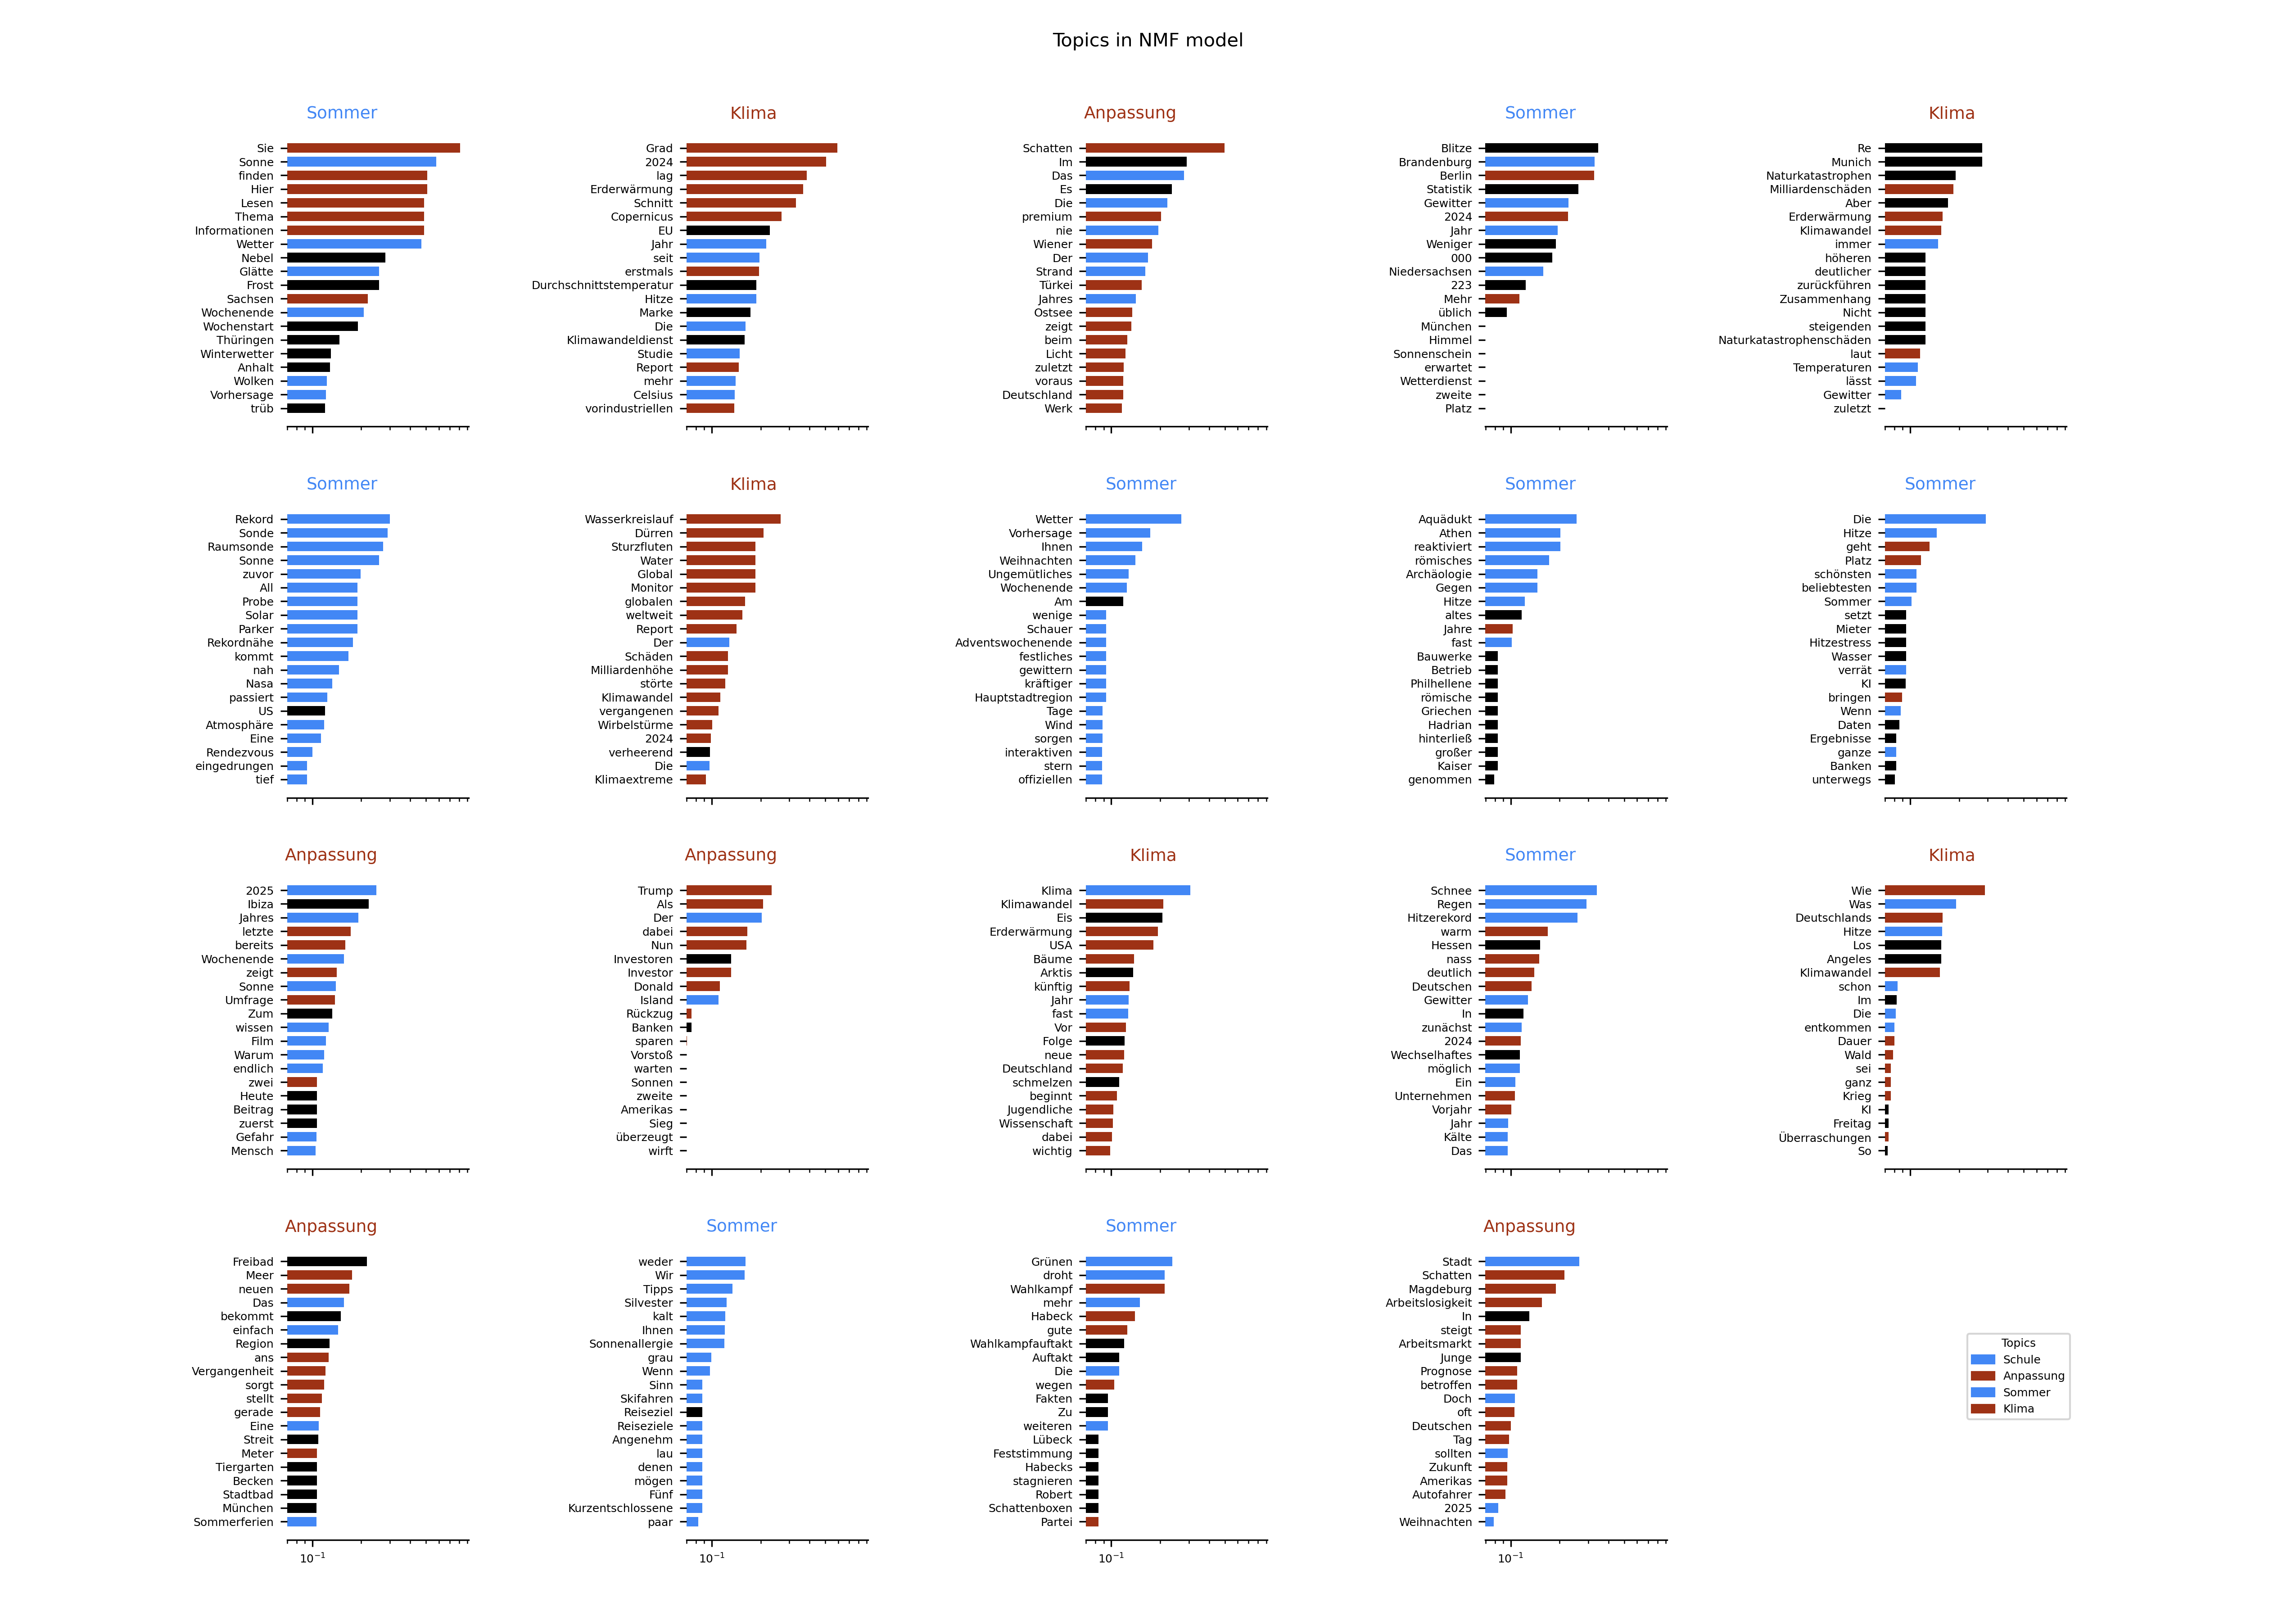 Topics in NMF model
Sommer
Sie
Sonne
finden
Hier
Lesen
Thema
Informationen
Wetter
Nebel
Glätte
Frost
Sachsen
Wochenende
Wochenstart
Thüringen
Winterwetter
Anhalt
Wolken
Vorhersage
trüb
Klima
Grad
2024
lag
Erderwärmung
Schnitt
Copernicus
EU
Jahr
seit
erstmals
Durchschnittstemperatur
Hitze
Marke
Die
Klimawandeldienst
Studie
Report
mehr
Celsius
vorindustriellen
Anpassung
Schatten
Im
Das
Es
Die
premium
nie
Wiener
Der
Strand
Türkei
Jahres
Ostsee
zeigt
beim
Licht
zuletzt
voraus
Deutschland
Werk
Sommer
Blitze
Brandenburg
Berlin
Statistik
Gewitter
2024
Jahr
Weniger
000
Niedersachsen
223
Mehr
üblich
München
Himmel
Sonnenschein
erwartet
Wetterdienst
zweite
Platz
Klima
Re
Munich
Naturkatastrophen
Milliardenschäden
Aber
Erderwärmung
Klimawandel
immer
höheren
deutlicher
zurückführen
Zusammenhang
Nicht
steigenden
Naturkatastrophenschäden
laut
Temperaturen
lässt
Gewitter
zuletzt
Sommer
Rekord
Sonde
Raumsonde
Sonne
zuvor
All
Probe
Solar
Parker
Rekordnähe
kommt
nah
Nasa
passiert
US
Atmosphäre
Eine
Rendezvous
eingedrungen
tief
Klima
Wasserkreislauf
Dürren
Sturzfluten
Water
Global
Monitor
globalen
weltweit
Report
Der
Schäden
Milliardenhöhe
störte
Klimawandel
vergangenen
Wirbelstürme
2024
verheerend
Die
Klimaextreme
Sommer
Wetter
Vorhersage
Ihnen
Weihnachten
Ungemütliches
Wochenende
Am
wenige
Schauer
Adventswochenende
festliches
gewittern
kräftiger
Hauptstadtregion
Tage
Wind
sorgen
interaktiven
stern
offiziellen
Sommer
Aquädukt
Athen
reaktiviert
römisches
Archäologie
Gegen
Hitze
altes
Jahre
fast
Bauwerke
Betrieb
Philhellene
römische
Griechen
Hadrian
hinterließ
großer
Kaiser
genommen
Sommer
Die
Hitze
geht
Platz
schönsten
beliebtesten
Sommer
setzt
Mieter
Hitzestress
Wasser
verrät
KI
bringen
Wenn
Daten
Ergebnisse
ganze
Banken
unterwegs
Anpassung
2025
Ibiza
Jahres
letzte
bereits
Wochenende
zeigt
Sonne
Umfrage
Zum
wissen
Film
Warum
endlich
zwei
Heute
Beitrag
zuerst
Gefahr
Mensch
Anpassung
Trump
Als
Der
dabei
Nun
Investoren
Investor
Donald
Island
Rückzug
Banken
sparen
Vorstoß
warten
Sonnen
zweite
Amerikas
Sieg
überzeugt
wirft
Klima
Klima
Klimawandel
Eis
Erderwärmung
USA
Bäume
Arktis
künftig
Jahr
fast
Vor
Folge
neue
Deutschland
schmelzen
beginnt
Jugendliche
Wissenschaft
dabei
wichtig
Sommer
Schnee
Regen
Hitzerekord
warm
Hessen
nass
deutlich
Deutschen
Gewitter
In
zunächst
2024
Wechselhaftes
möglich
Ein
Unternehmen
Vorjahr
Jahr
Kälte
Das
Klima
Wie
Was
Deutschlands
Hitze
Los
Angeles
Klimawandel
schon
Im
Die
entkommen
Dauer
Wald
sei
ganz
Krieg
KI
Freitag
Überraschungen
So
Anpassung
Freibad
Meer
neuen
Das
bekommt
einfach
Region
ans
Vergangenheit
sorgt
stellt
gerade
Eine
Streit
Meter
Tiergarten
Becken
Stadtbad
München
Sommerferien
10⁻¹
Sommer
weder
Wir
Tipps
Silvester
kalt
Ihnen
Sonnenallergie
grau
Wenn
Sinn
Skifahren
Reiseziel
Reiseziele
Angenehm
lau
denen
mögen
Fünf
Kurzentschlossene
paar
10⁻¹
Sommer
Grünen
droht
Wahlkampf
mehr
Habeck
gute
Wahlkampfauftakt
Auftakt
Die
wegen
Fakten
Zu
weiteren
Lübeck
Feststimmung
Habecks
stagnieren
Robert
Schattenboxen
Partei
10⁻¹
Anpassung
Stadt
Schatten
Magdeburg
Arbeitslosigkeit
In
steigt
Arbeitsmarkt
Junge
Prognose
betroffen
Doch
oft
Deutschen
Tag
sollten
Zukunft
Amerikas
Autofahrer
2025
Weihnachten
10⁻¹
Topics
Schule
Anpassung
Sommer
Klima